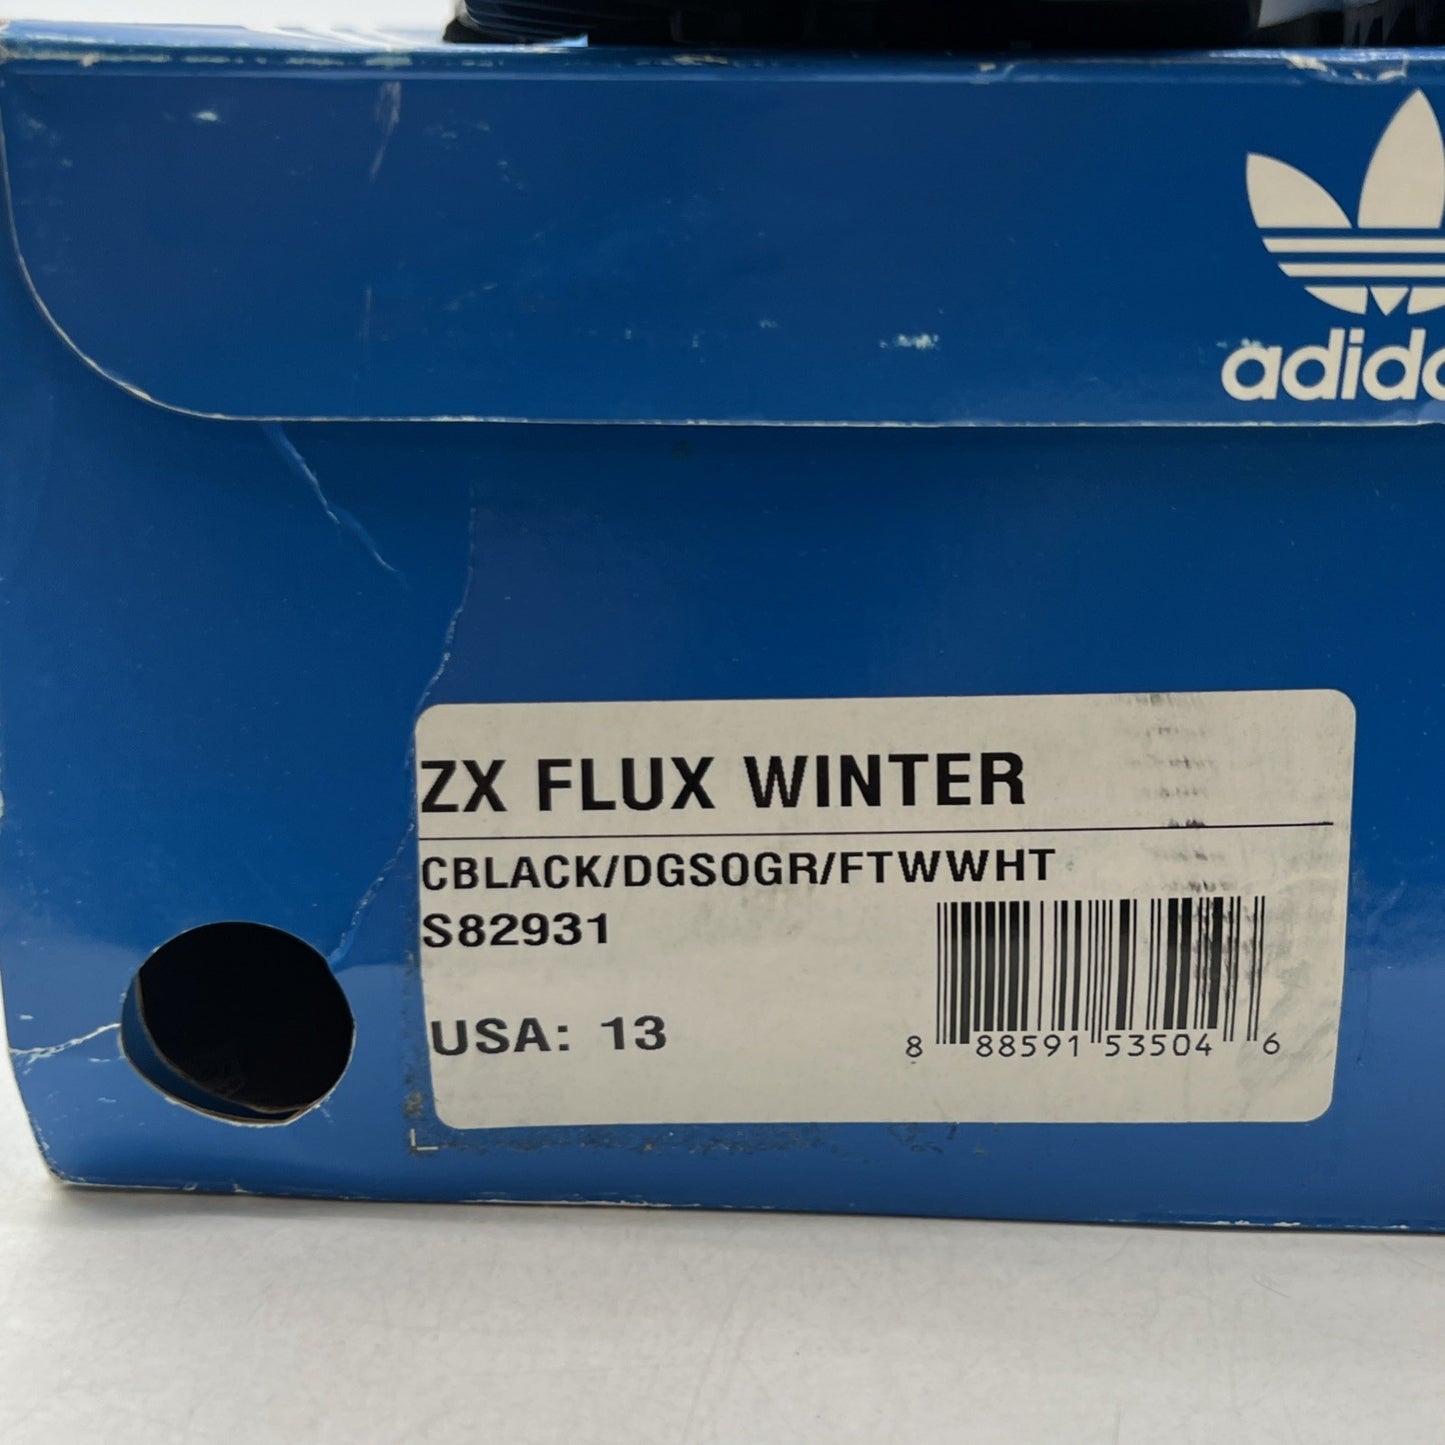 adida
ZX FLUX WINTER
CBLACK/DGSOGR/FTWWHT
S82931
USA: 13
8 88591 53504 6